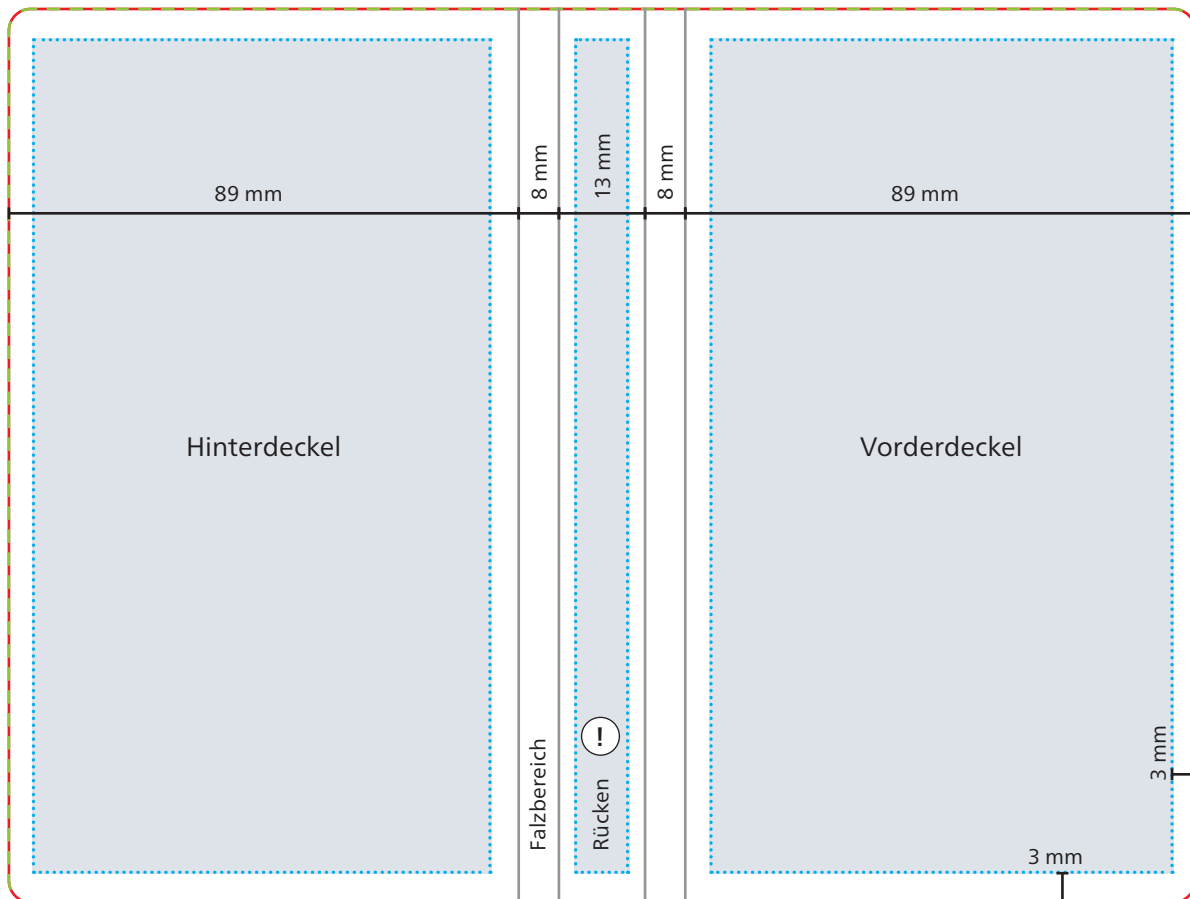 8 mm
13 mm
8 mm
89 mm
89 mm
Hinterdeckel
Vorderdeckel
!
Falzbereich
Rücken
3 mm
3 mm